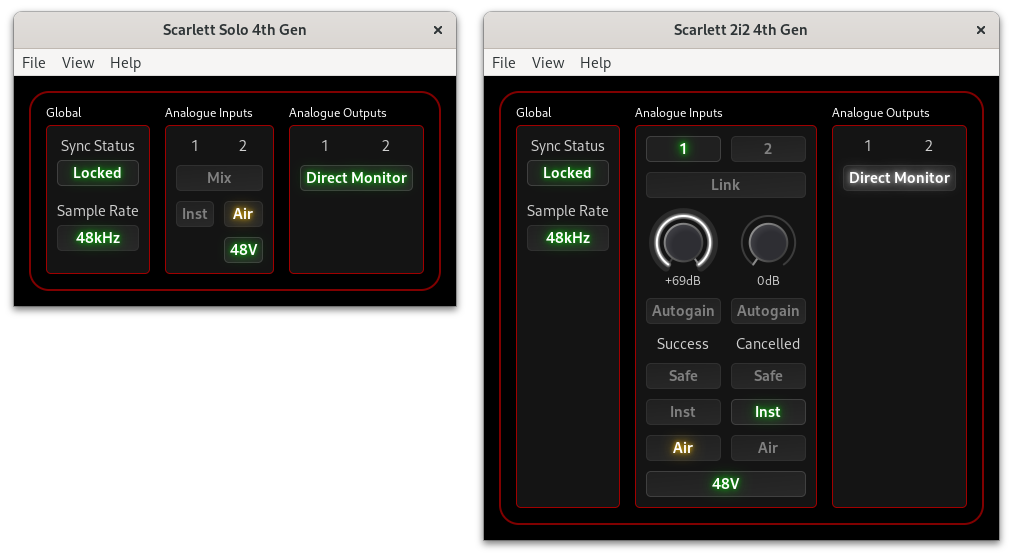 Scarlett Solo 4th Gen
File View Help
Global
Sync Status
Locked
Sample Rate
48kHz
Analogue Inputs
1 2
Mix
Inst Air
48V
Analogue Outputs
1 2
Direct Monitor
Scarlett 2i2 4th Gen
File View Help
Global
Sync Status
Locked
Sample Rate
48kHz
Analogue Inputs
1 2
Link
+69dB 0dB
Autogain Autogain
Success Cancelled
Safe Safe
Inst Inst
Air Air
48V
Analogue Outputs
1 2
Direct Monitor